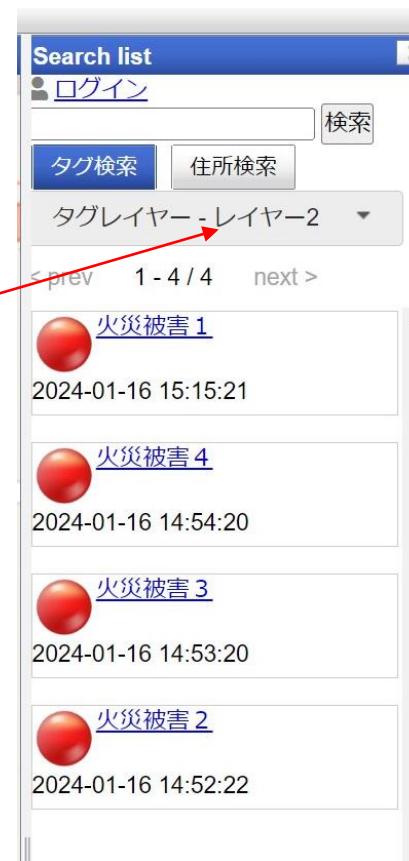 Search list
ログイン
検索
タグ検索 住所検索
タグレイヤー - レイヤー2
< prev 1 - 4 / 4 next >
火災被害１
2024-01-16 15:15:21
火災被害４
2024-01-16 14:54:20
火災被害３
2024-01-16 14:53:20
火災被害２
2024-01-16 14:52:22